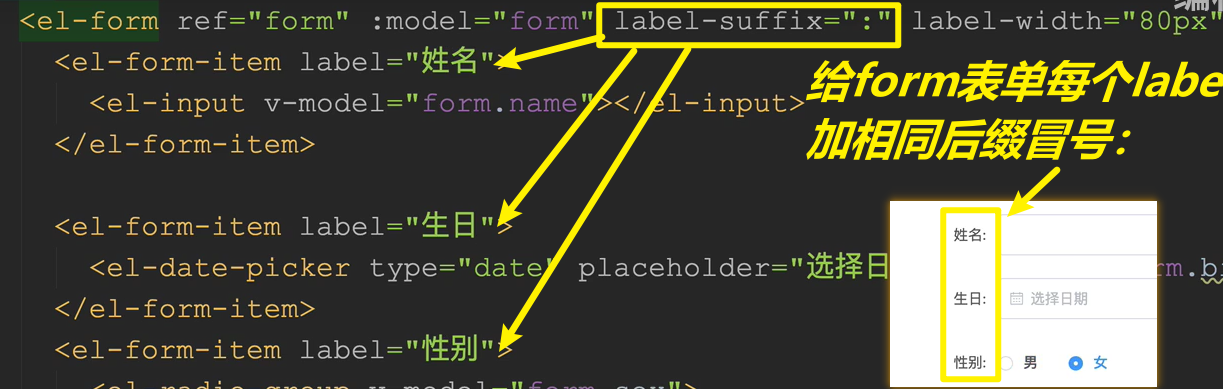 <el-form ref="form" :model="form" label-suffix=":" label-width="80px"
<el-form-item label="姓名">
<el-input v-model="form.name"></el-input>
</el-form-item>
给form表单每个labe
加相同后缀冒号：
<el-form-item label="生日">
<el-date-picker type="date" placeholder="选择日
</el-form-item>
<el-form-item label="性别">
<el-radio-group v-model="form.sex">
姓名:
生日: 选择日期
性别: 男 女